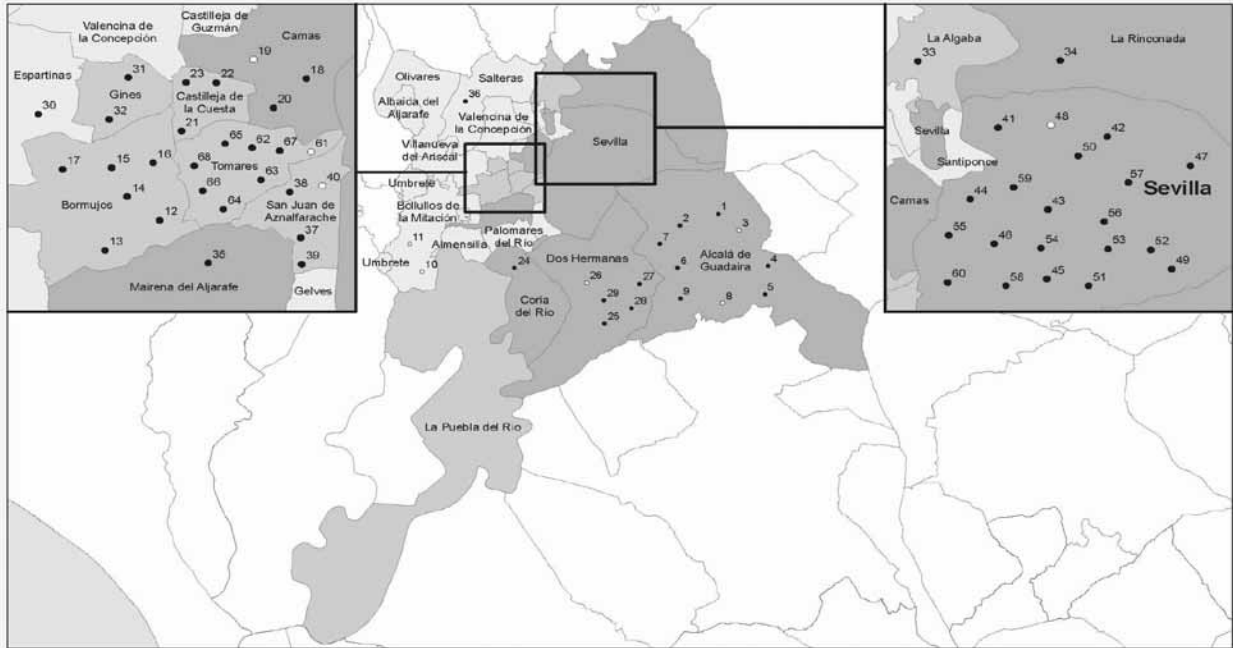 Valencina de
la Concepción
Castilleja de
Guzmán
Camas
19
18
Espartinas
31
23
22
30
Gines
32
Castilleja de
la Cuesta
20
21
65
62
67
61
17
15
16
68
Tomares
63
40
14
66
38
Bormujos
64
San Juan de
Aznalfarache
12
13
37
35
39
Mairena del Aljarafe
Gelves
Olivares
Salteras
36
Albaida del
Aljarafe
Valencina de
la Concepción
Villanueva
del Ariscal
Sevilla
Umbrete
Bollullos de
la Mitación
11
Almensilla
Palomares
del Río
Umbrete
10
24
1
2
3
7
Alcalá de
Guadaira
Dos Hermanas
6
4
26
27
29
9
8
5
28
25
Coria
del Río
La Puebla del Río
33
La Algaba
34
La Rinconada
41
48
42
Sevilla
50
47
Santiponce
59
57
Sevilla
Camas
44
43
56
55
46
54
53
52
49
60
58
45
51